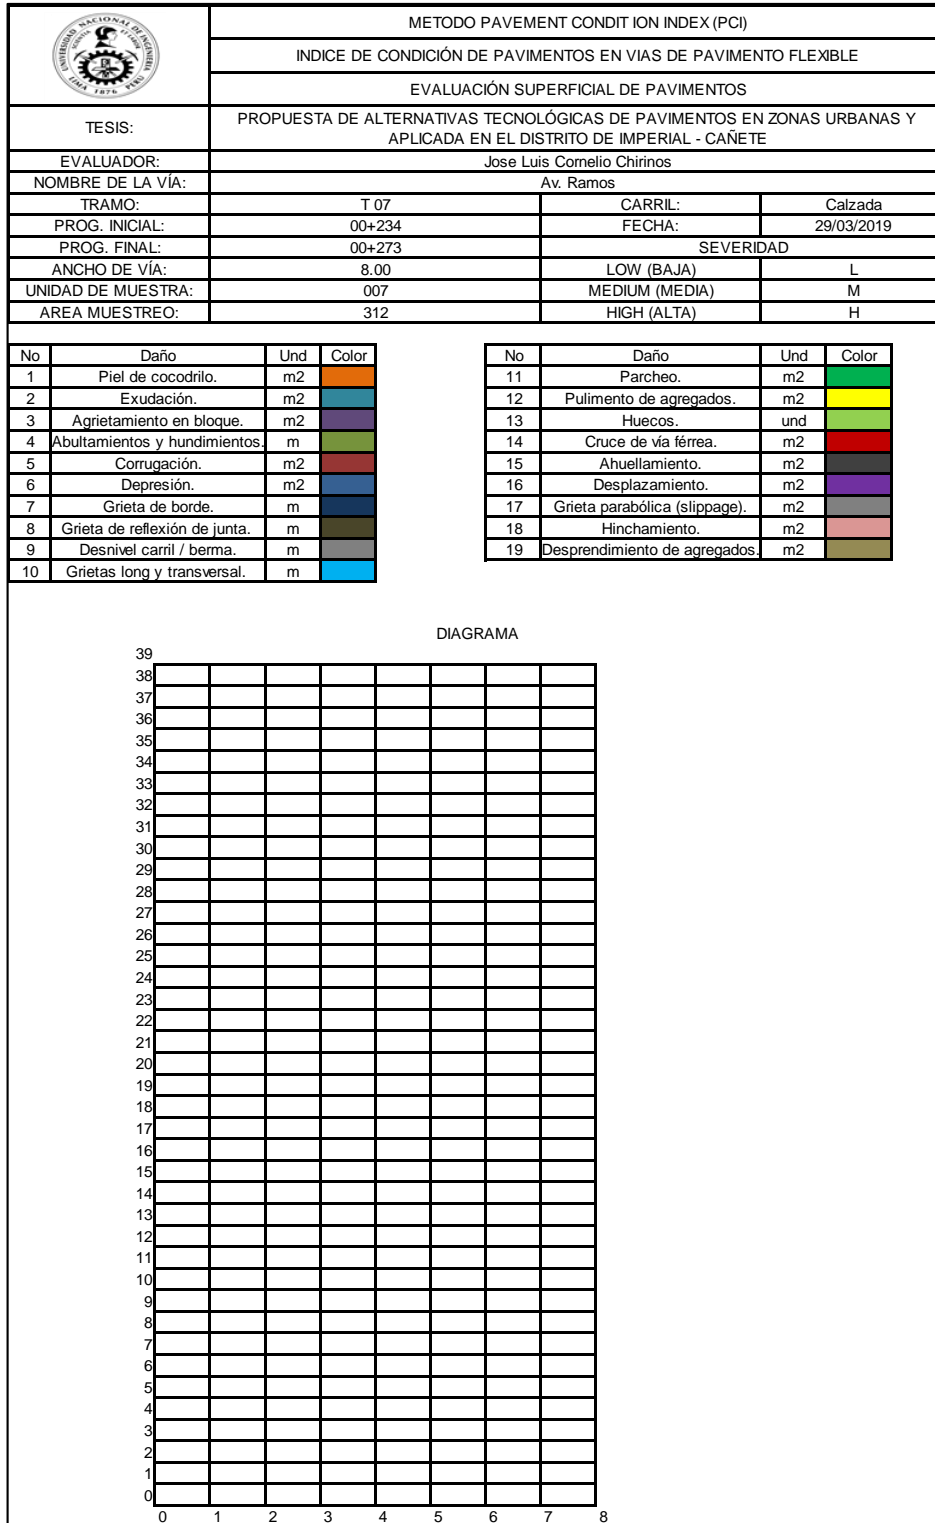 UNIVERSIDAD NACIONAL DE INGENIERIA
SCIENTIA ET LABOR
LIMA 1876 PERU
METODO PAVEMENT CONDIT ION INDEX (PCI)
INDICE DE CONDICIÓN DE PAVIMENTOS EN VIAS DE PAVIMENTO FLEXIBLE
EVALUACIÓN SUPERFICIAL DE PAVIMENTOS
TESIS: PROPUESTA DE ALTERNATIVAS TECNOLÓGICAS DE PAVIMENTOS EN ZONAS URBANAS Y
APLICADA EN EL DISTRITO DE IMPERIAL - CAÑETE
EVALUADOR: Jose Luis Cornelio Chirinos
NOMBRE DE LA VÍA: Av. Ramos
TRAMO: T 07 CARRIL: Calzada
PROG. INICIAL: 00+234 FECHA: 29/03/2019
PROG. FINAL: 00+273 SEVERIDAD
ANCHO DE VÍA: 8.00 LOW (BAJA) L
UNIDAD DE MUESTRA: 007 MEDIUM (MEDIA) M
AREA MUESTREO: 312 HIGH (ALTA) H
No Daño Und Color
1 Piel de cocodrilo. m2
2 Exudación. m2
3 Agrietamiento en bloque. m2
4 Abultamientos y hundimientos. m
5 Corrugación. m2
6 Depresión. m2
7 Grieta de borde. m
8 Grieta de reflexión de junta. m
9 Desnivel carril / berma. m
10 Grietas long y transversal. m
No Daño Und Color
11 Parcheo. m2
12 Pulimento de agregados. m2
13 Huecos. und
14 Cruce de vía férrea. m2
15 Ahuellamiento. m2
16 Desplazamiento. m2
17 Grieta parabólica (slippage). m2
18 Hinchamiento. m2
19 Desprendimiento de agregados. m2
DIAGRAMA
39
38
37
36
35
34
33
32
31
30
29
28
27
26
25
24
23
22
21
20
19
18
17
16
15
14
13
12
11
10
9
8
7
6
5
4
3
2
1
0
0 1 2 3 4 5 6 7 8